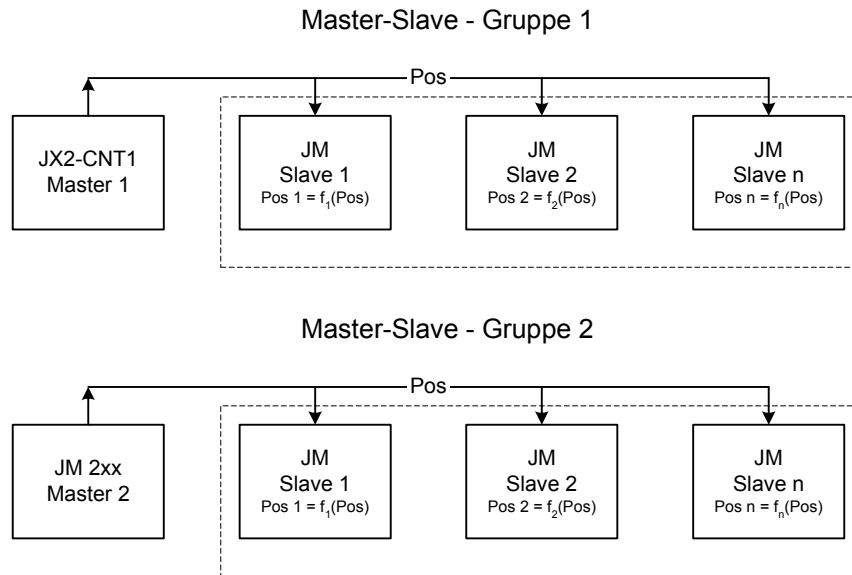 Master-Slave - Gruppe 1
Pos
JX2-CNT1
Master 1
JM
Slave 1
Pos 1 = f₁(Pos)
JM
Slave 2
Pos 2 = f₂(Pos)
JM
Slave n
Pos n = fₙ(Pos)
Master-Slave - Gruppe 2
Pos
JM 2xx
Master 2
JM
Slave 1
Pos 1 = f₁(Pos)
JM
Slave 2
Pos 2 = f₂(Pos)
JM
Slave n
Pos n = fₙ(Pos)